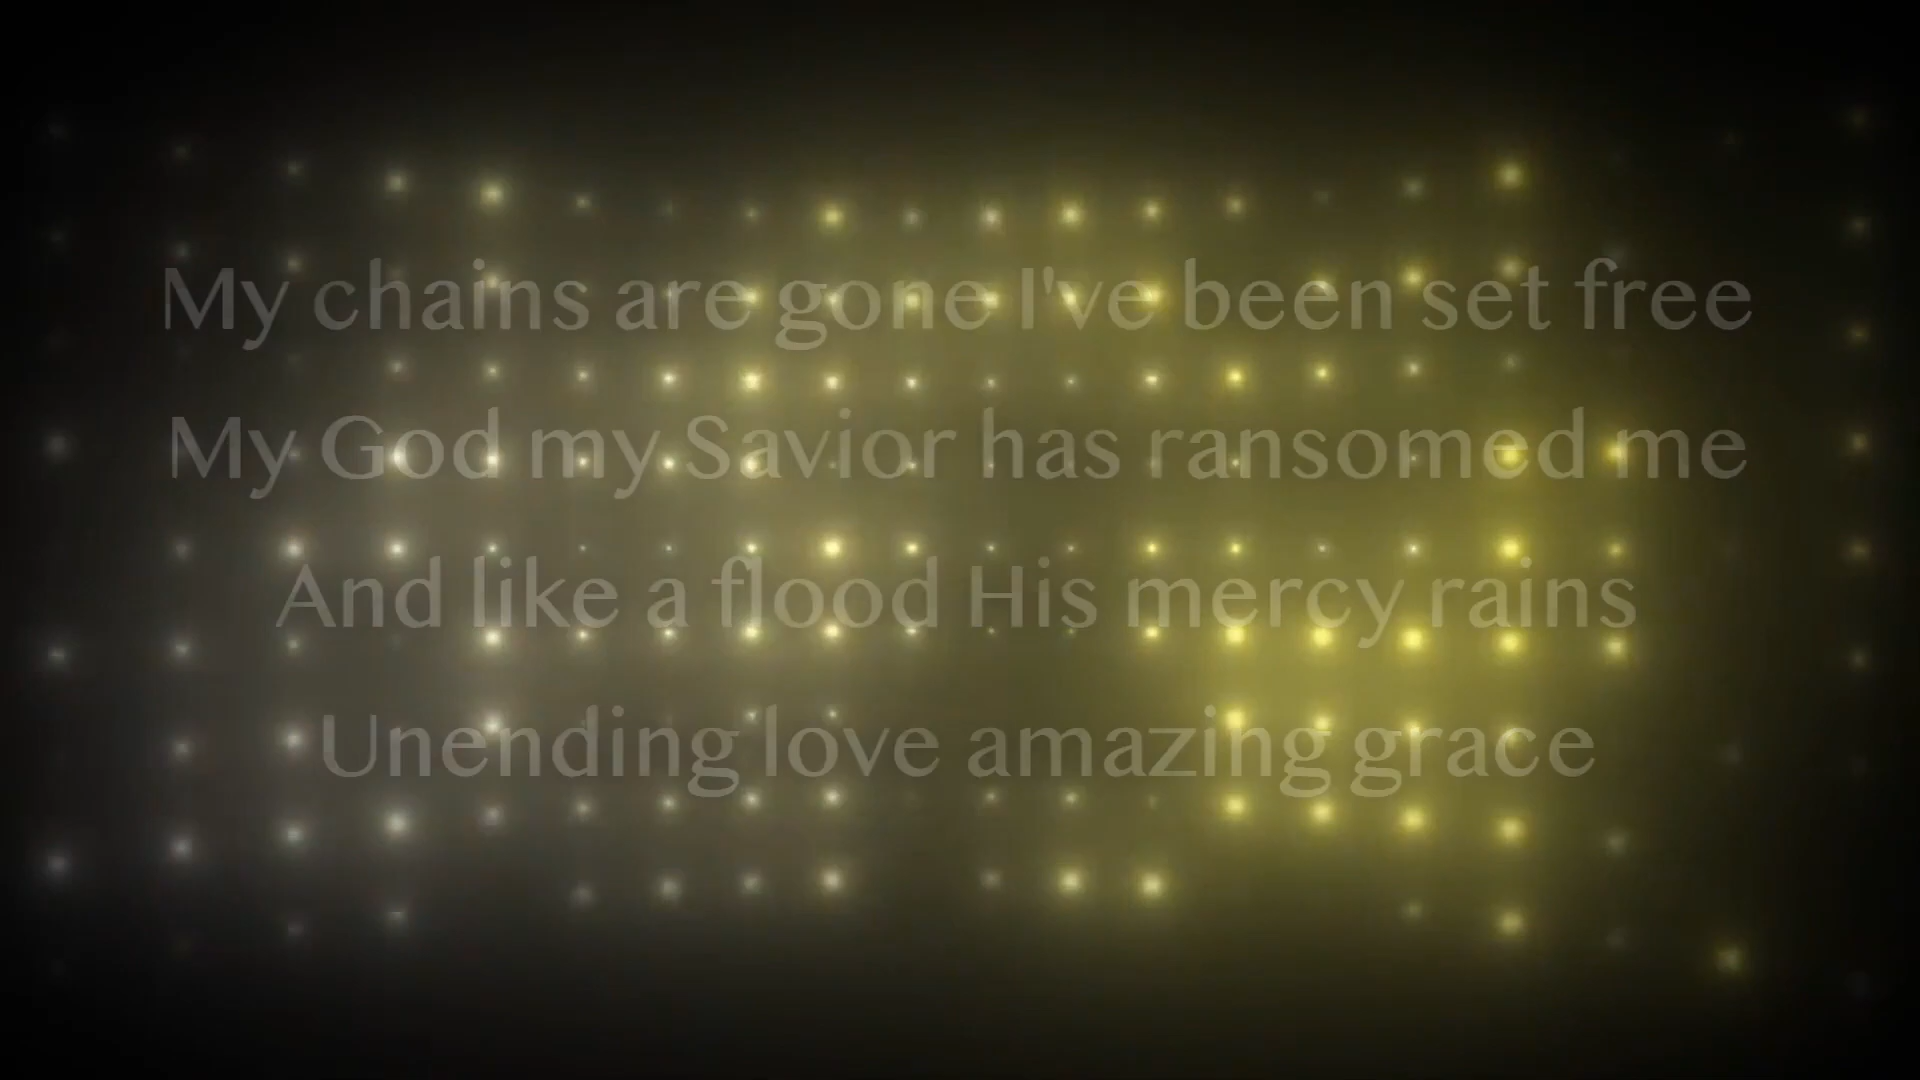 My chains are gone I've been set free
My God my Savior has ransomed me
And like a flood His mercy rains
Unending love amazing grace